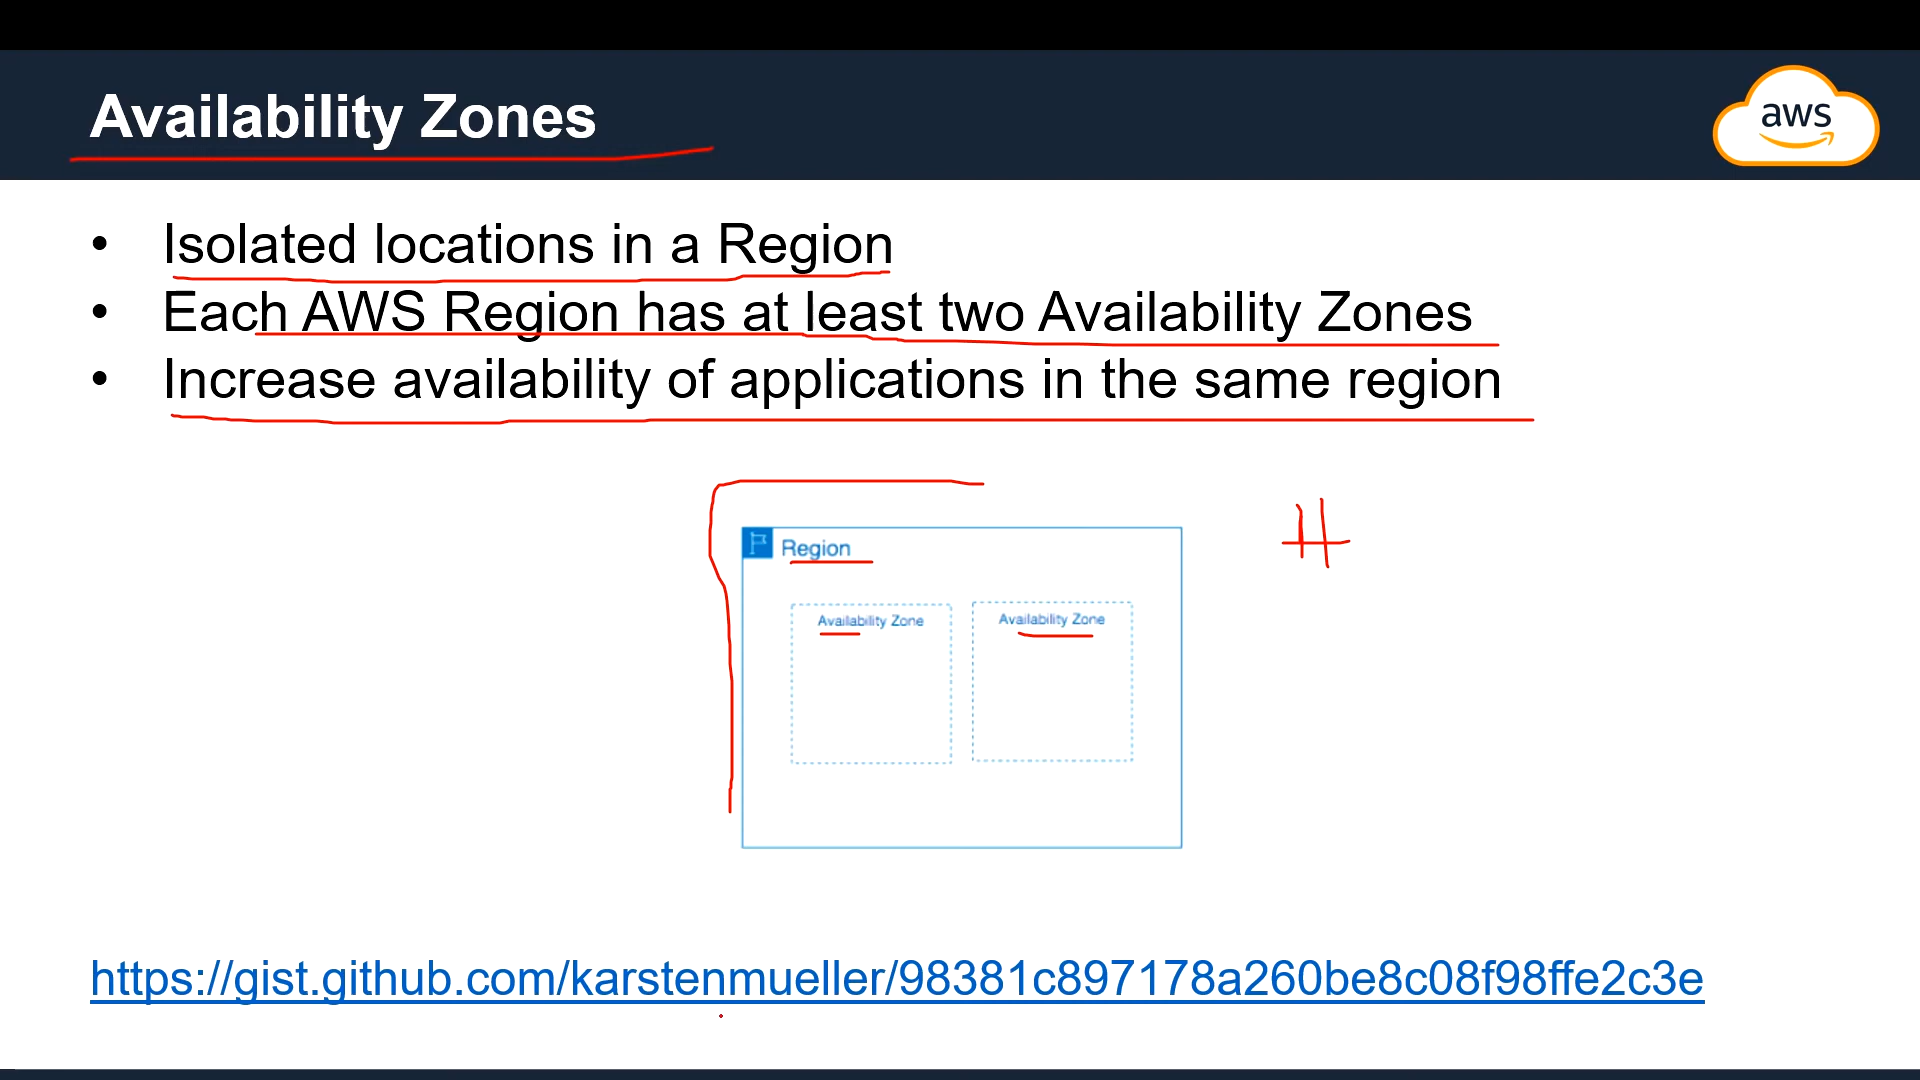 Availability Zones
aws
• Isolated locations in a Region
• Each AWS Region has at least two Availability Zones
• Increase availability of applications in the same region
Region
Availability Zone
Availability Zone
https://gist.github.com/karstenmueller/98381c897178a260be8c08f98ffe2c3e